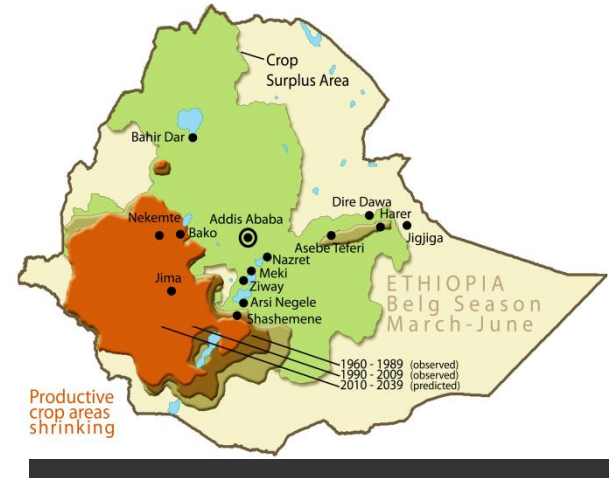 Crop
Surplus Area
Bahir Dar
Dire Dawa
Harer
Nekemte
Addis Ababa
Bako
Asebe Teferi
Jigjiga
Nazret
Meki
Jima
Ziway
Arsi Negele
Shashemene
ETHIOPIA
Belg Season
March-June
1960 - 1989 (observed)
1990 - 2009 (observed)
2010 - 2039 (predicted)
Productive
crop areas
shrinking